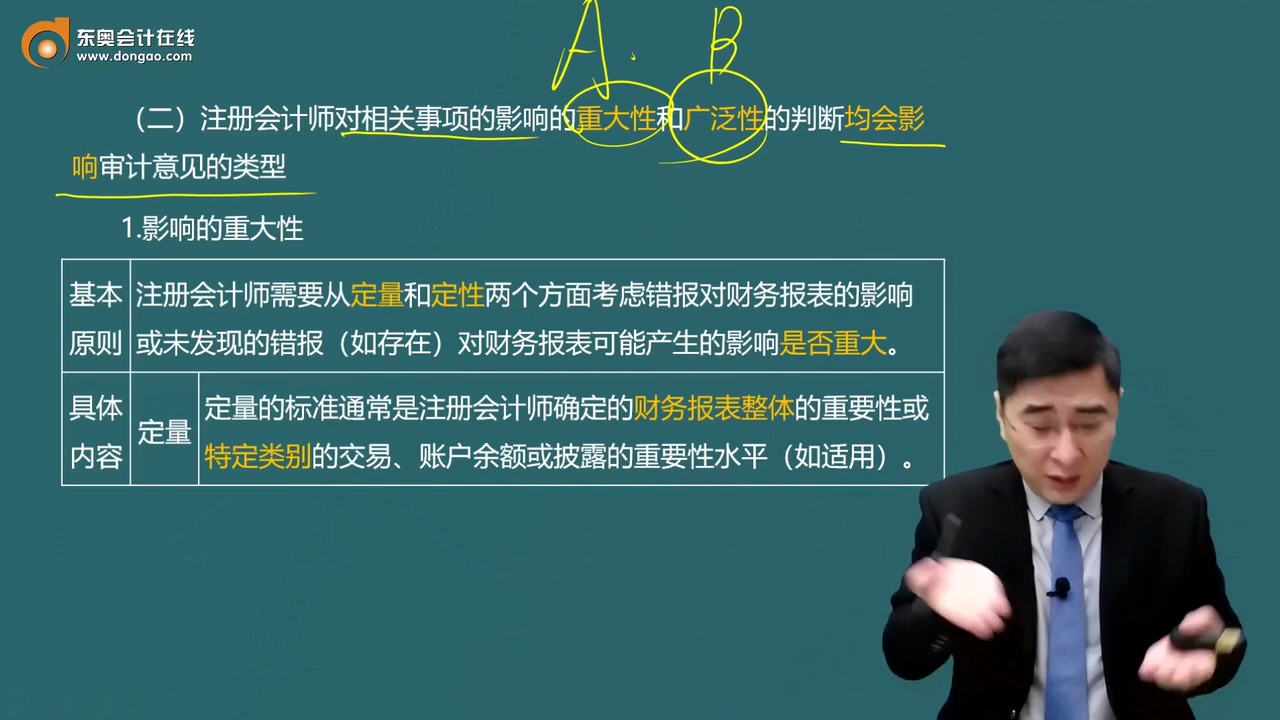 东奥会计在线
www.dongao.com
A. B
（二）注册会计师对相关事项的影响的重大性和广泛性的判断均会影
响审计意见的类型
1.影响的重大性
基本
原则
注册会计师需要从定量和定性两个方面考虑错报对财务报表的影响
或未发现的错报（如存在）对财务报表可能产生的影响是否重大。
具体
内容
定量
定量的标准通常是注册会计师确定的财务报表整体的重要性或
特定类别的交易、账户余额或披露的重要性水平（如适用）。